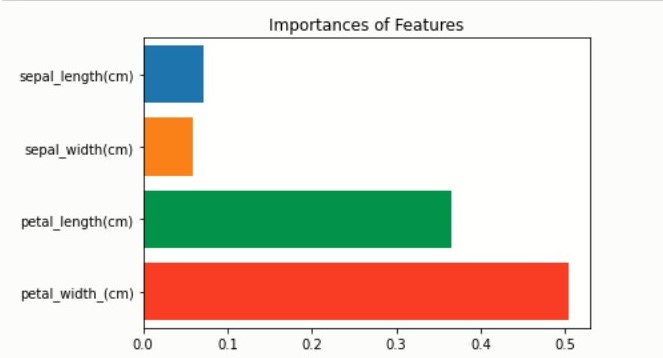 Importances of Features
sepal_length(cm)
sepal_width(cm)
petal_length(cm)
petal_width_(cm)
0.0 0.1 0.2 0.3 0.4 0.5